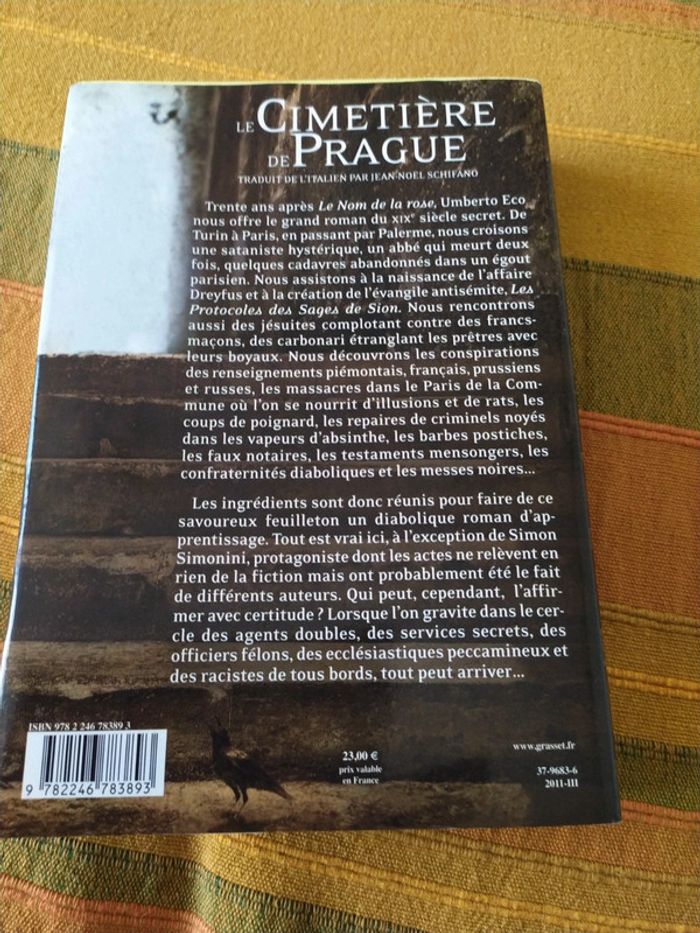 LE CIMETIÈRE
DE PRAGUE
TRADUIT DE L'ITALIEN PAR JEAN-NOËL SCHIFANO
Trente ans après Le Nom de la rose, Umberto Eco
nous offre le grand roman du XIXe siècle secret. De
Turin à Paris, en passant par Palerme, nous croisons
une sataniste hystérique, un abbé qui meurt deux
fois, quelques cadavres abandonnés dans un égout
parisien. Nous assistons à la naissance de l'affaire
Dreyfus et à la création de l'évangile antisémite, Les
Protocoles des Sages de Sion. Nous rencontrons
aussi des jésuites complotant contre des francs-
maçons, des carbonari étranglant les prêtres avec
leurs boyaux. Nous découvrons les conspirations
des renseignements piémontais, français, prussiens
et russes, les massacres dans le Paris de la Com-
mune où l'on se nourrit d'illusions et de rats, les
coups de poignard, les repaires de criminels noyés
dans les vapeurs d'absinthe, les barbes postiches,
les faux notaires, les testaments mensongers, les
confraternités diaboliques et les messes noires...
Les ingrédients sont donc réunis pour faire de ce
savoureux feuilleton un diabolique roman d'ap-
prentissage. Tout est vrai ici, à l'exception de Simon
Simonini, protagoniste dont les actes ne relèvent en
rien de la fiction mais ont probablement été le fait
de différents auteurs. Qui peut, cependant, l'affir-
mer avec certitude ? Lorsque l'on gravite dans le cer-
cle des agents doubles, des services secrets, des
officiers félons, des ecclésiastiques peccamineux et
des racistes de tous bords, tout peut arriver...
ISBN 978 2 246 78389 3
9 782246 783893
23,00 €
prix valable
en France
www.grasset.fr
37-9683-6
2011-III